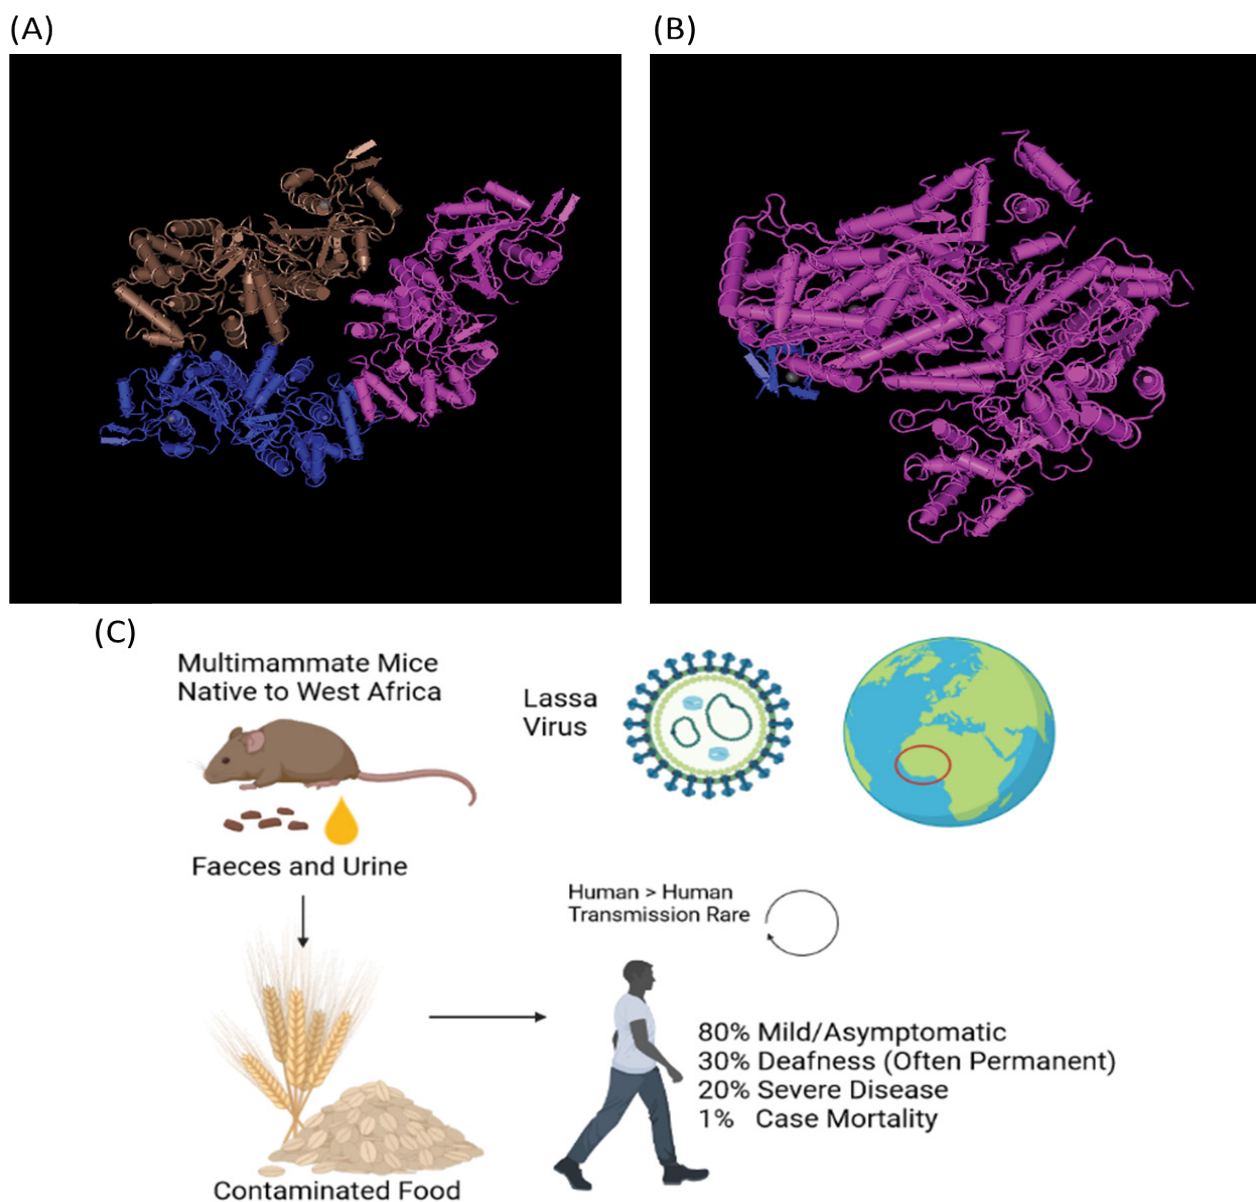 (A)
(B)
(C)
Multimammate Mice
Native to West Africa
Lassa
Virus
Faeces and Urine
Human > Human
Transmission Rare
80% Mild/Asymptomatic
30% Deafness (Often Permanent)
20% Severe Disease
1% Case Mortality
Contaminated Food